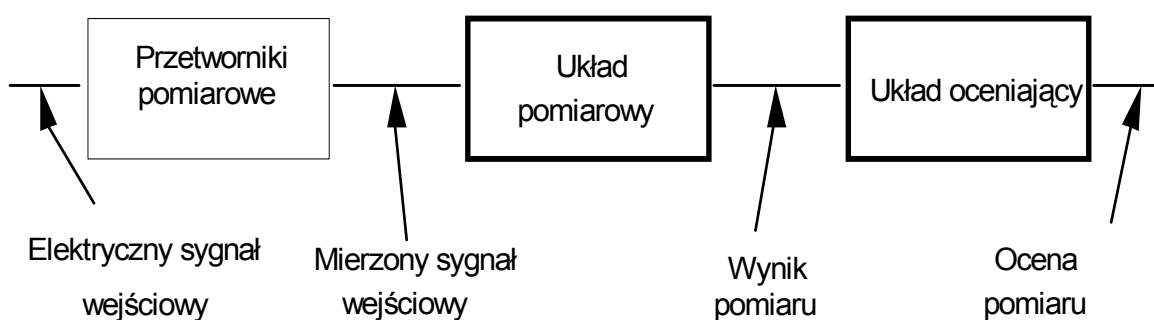 Przetworniki
pomiarowe
Układ
pomiarowy
Układ oceniający
Elektryczny sygnał
wejściowy
Mierzony sygnał
wejściowy
Wynik
pomiaru
Ocena
pomiaru